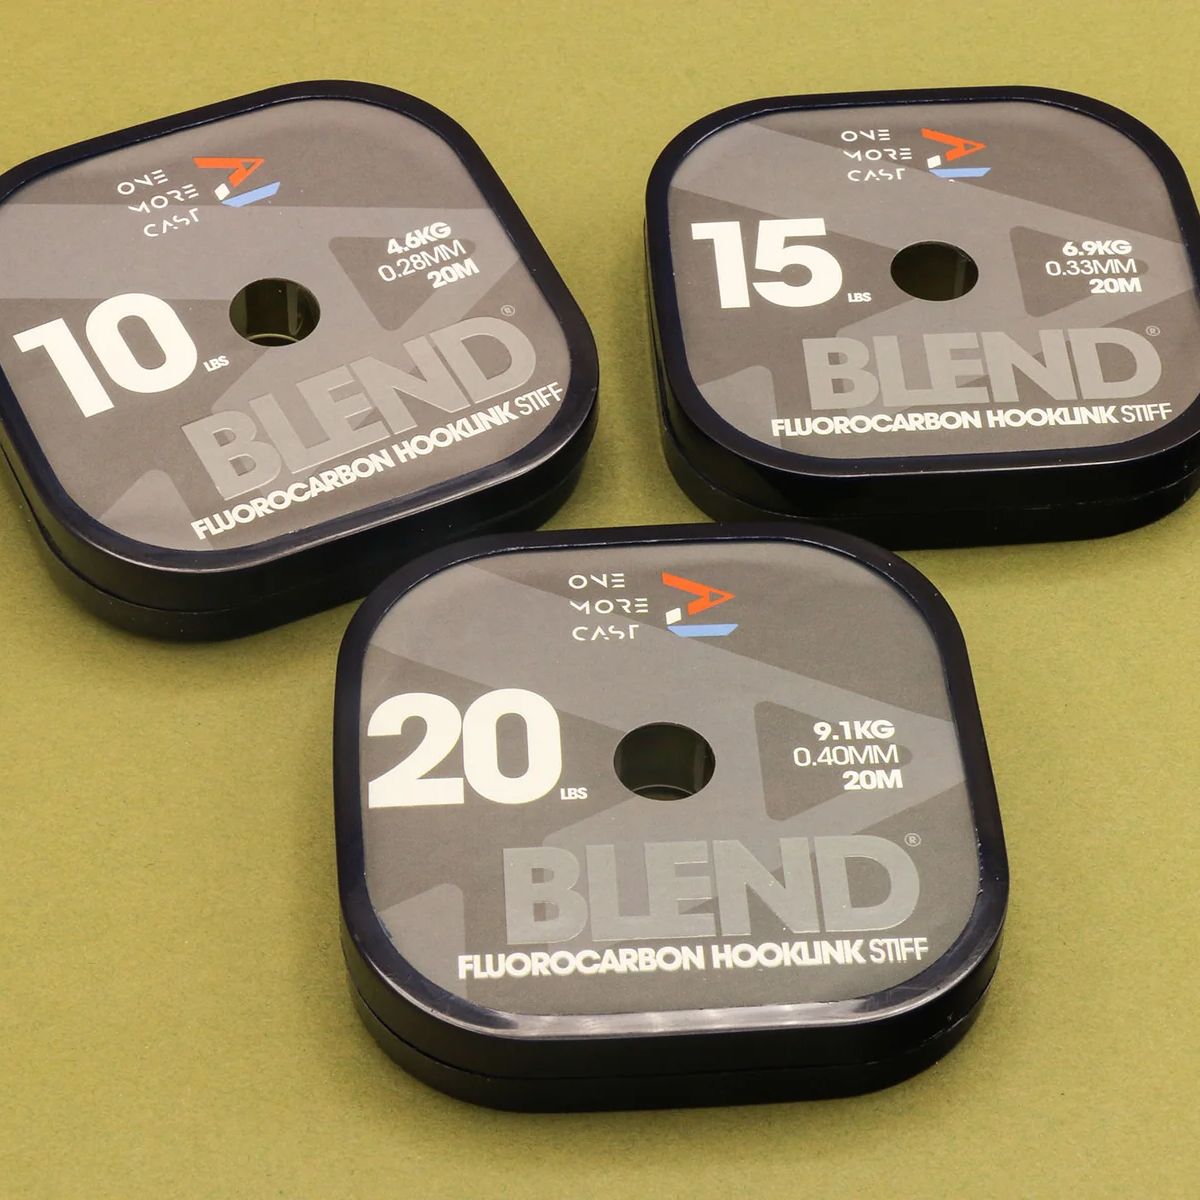 ONE
MORE
CAST
4.6KG
0.28MM
20M
10 LBS
BLEND®
FLUOROCARBON HOOKLINK STIFF
ONE
MORE
CAST
15 LBS
6.9KG
0.33MM
20M
BLEND®
FLUOROCARBON HOOKLINK STIFF
ONE
MORE
CAST
20 LBS
9.1KG
0.40MM
20M
BLEND®
FLUOROCARBON HOOKLINK STIFF